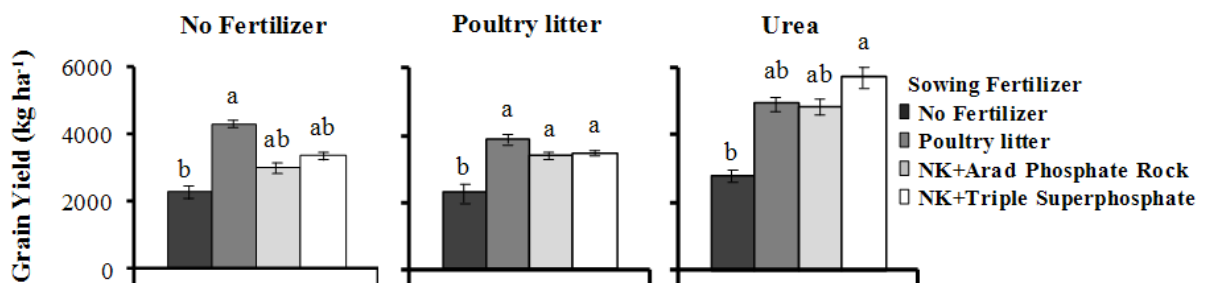 No Fertilizer
Poultry litter
Urea
Grain Yield (kg ha-1)
6000
4000
2000
0
b
a
ab
ab
b
a
a
a
b
ab
ab
a
Sowing Fertilizer
No Fertilizer
Poultry litter
NK+Arad Phosphate Rock
NK+Triple Superphosphate